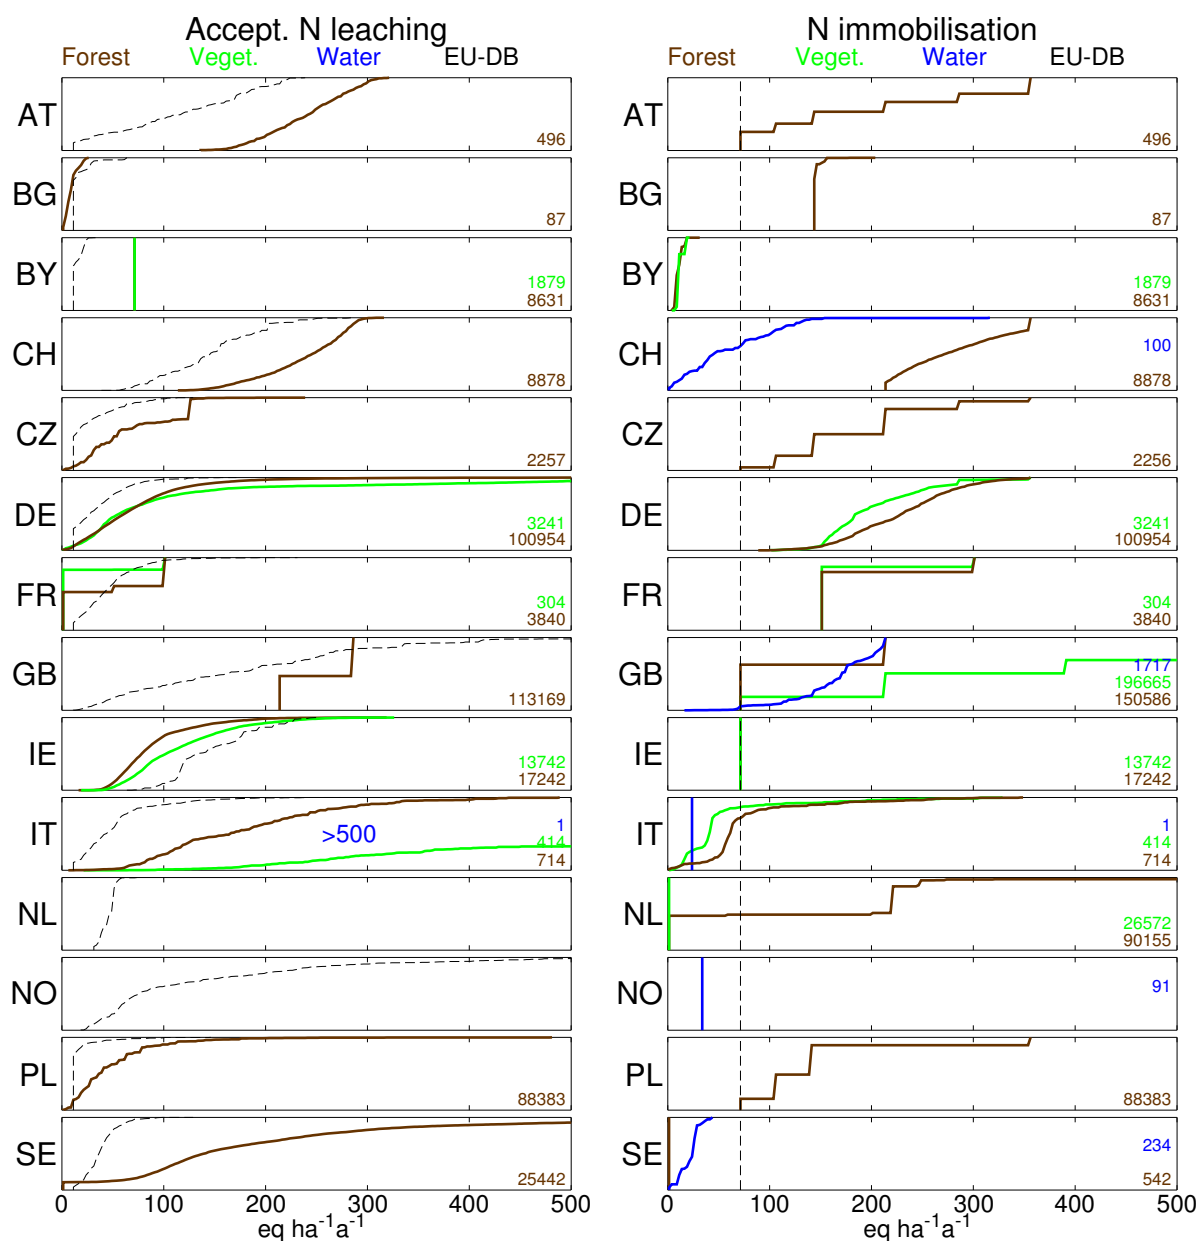 Accept. N leaching
Forest Veget. Water EU-DB
AT 496
BG 87
BY 1879
8631
CH 8878
CZ 2257
DE 3241
100954
FR 304
3840
GB 113169
IE 13742
17242
IT >500 1
414
714
NL
NO
PL 88383
SE 25442
0 100 200 300 400 500
eq ha⁻¹a⁻¹
N immobilisation
Forest Veget. Water EU-DB
AT 496
BG 87
BY 1879
8631
CH 100
8878
CZ 2256
DE 3241
100954
FR 304
3840
GB 1717
196665
150586
IE 13742
17242
IT 1
414
714
NL 26572
90155
NO 91
PL 88383
SE 234
542
0 100 200 300 400 500
eq ha⁻¹a⁻¹